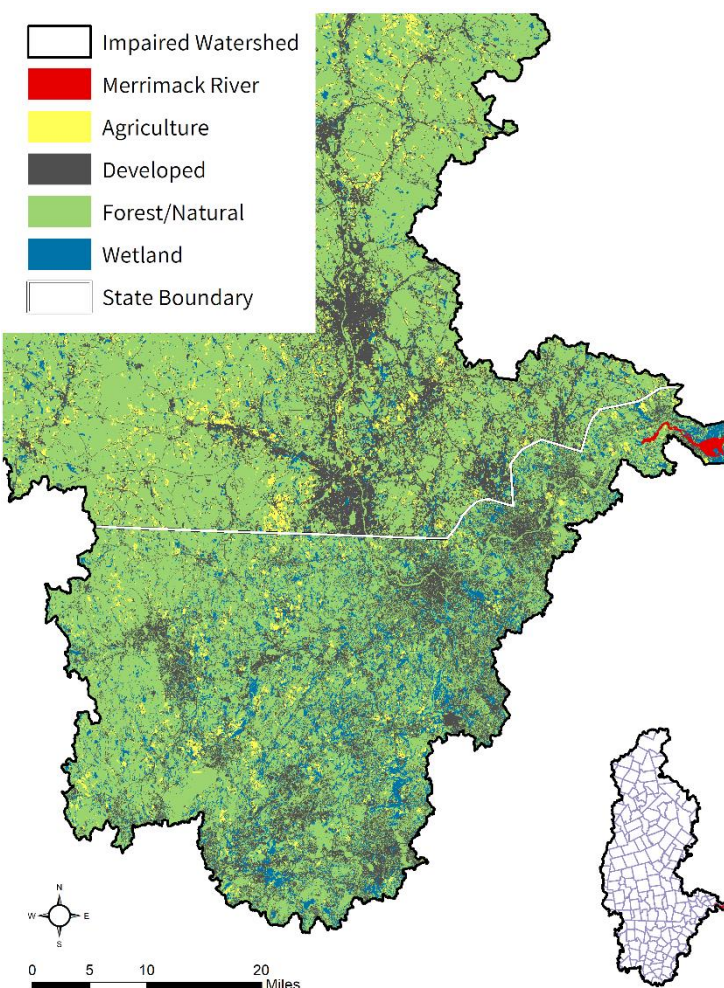 Impaired Watershed
Merrimack River
Agriculture
Developed
Forest/Natural
Wetland
State Boundary
N
W E
S
0 5 10 20
Miles